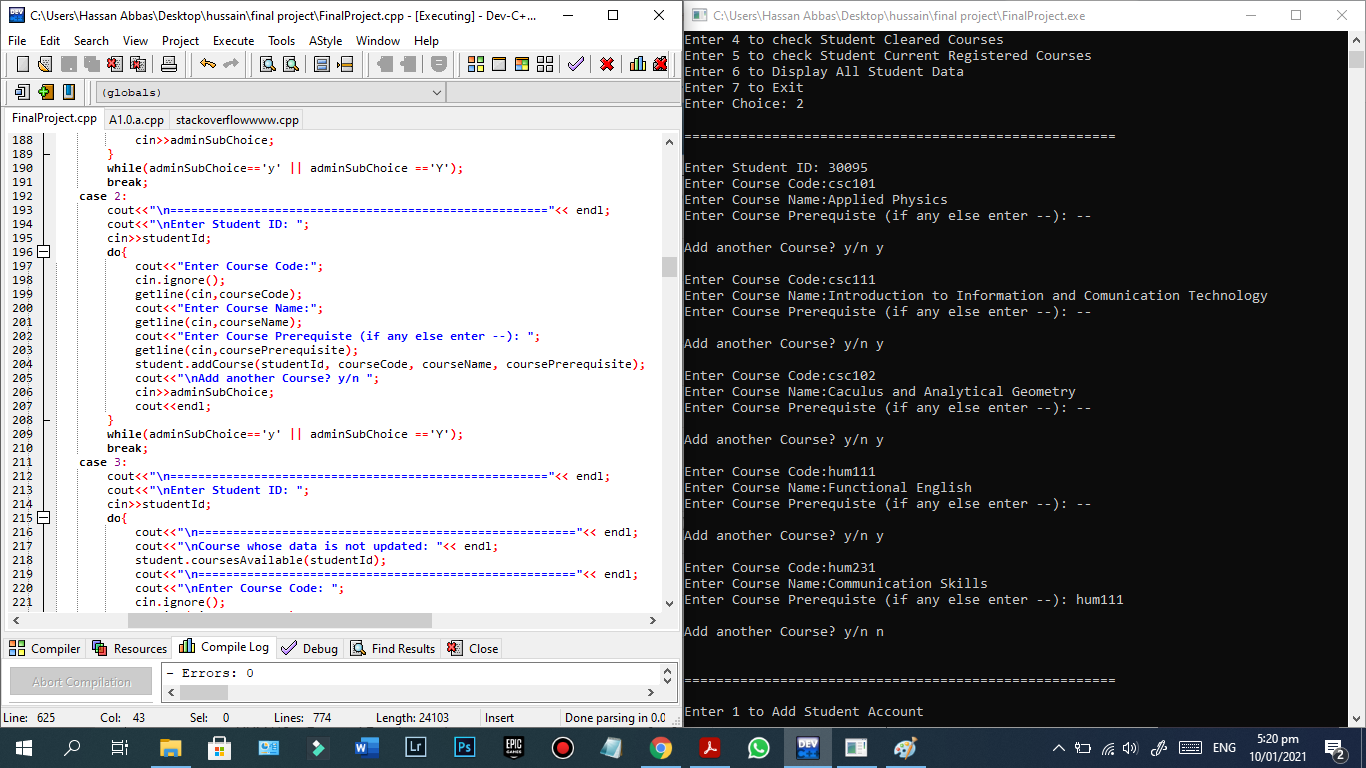 C:\Users\Hassan Abbas\Desktop\hussain\final project\FinalProject.cpp - [Executing] - Dev-C+...
File Edit Search View Project Execute Tools AStyle Window Help
(globals)
FinalProject.cpp A1.0.a.cpp stackoverflowwww.cpp
188 cin>>adminSubChoice;
189 }
190 while(adminSubChoice=='y' || adminSubChoice =='Y');
191 break;
192 case 2:
193 cout<<"\n======================================================"<< endl;
194 cout<<"\nEnter Student ID: ";
195 cin>>studentId;
196 do{
197 cout<<"Enter Course Code:";
198 cin.ignore();
199 getline(cin,courseCode);
200 cout<<"Enter Course Name:";
201 getline(cin,courseName);
202 cout<<"Enter Course Prerequiste (if any else enter --): ";
203 getline(cin,coursePrerequisite);
204 student.addCourse(studentId, courseCode, courseName, coursePrerequisite);
205 cout<<"\nAdd another Course? y/n ";
206 cin>>adminSubChoice;
207 cout<<endl;
208 }
209 while(adminSubChoice=='y' || adminSubChoice =='Y');
210 break;
211 case 3:
212 cout<<"\n======================================================"<< endl;
213 cout<<"\nEnter Student ID: ";
214 cin>>studentId;
215 do{
216 cout<<"\n======================================================"<< endl;
217 cout<<"\nCourse whose data is not updated: "<< endl;
218 student.coursesAvailable(studentId);
219 cout<<"\n======================================================"<< endl;
220 cout<<"\nEnter Course Code: ";
221 cin.ignore();
Compiler Resources Compile Log Debug Find Results Close
Abort Compilation
- Errors: 0
Line: 625 Col: 43 Sel: 0 Lines: 774 Length: 24103 Insert Done parsing in 0.0
C:\Users\Hassan Abbas\Desktop\hussain\final project\FinalProject.exe
Enter 4 to check Student Cleared Courses
Enter 5 to check Student Current Registered Courses
Enter 6 to Display All Student Data
Enter 7 to Exit
Enter Choice: 2
======================================================
Enter Student ID: 30095
Enter Course Code:csc101
Enter Course Name:Applied Physics
Enter Course Prerequiste (if any else enter --): --
Add another Course? y/n y
Enter Course Code:csc111
Enter Course Name:Introduction to Information and Comunication Technology
Enter Course Prerequiste (if any else enter --): --
Add another Course? y/n y
Enter Course Code:csc102
Enter Course Name:Caculus and Analytical Geometry
Enter Course Prerequiste (if any else enter --): --
Add another Course? y/n y
Enter Course Code:hum111
Enter Course Name:Functional English
Enter Course Prerequiste (if any else enter --): --
Add another Course? y/n y
Enter Course Code:hum231
Enter Course Name:Communication Skills
Enter Course Prerequiste (if any else enter --): hum111
Add another Course? y/n n
======================================================
Enter 1 to Add Student Account
W Lr Ps EPIC GAMES DEV
ENG
5:20 pm
10/01/2021
2